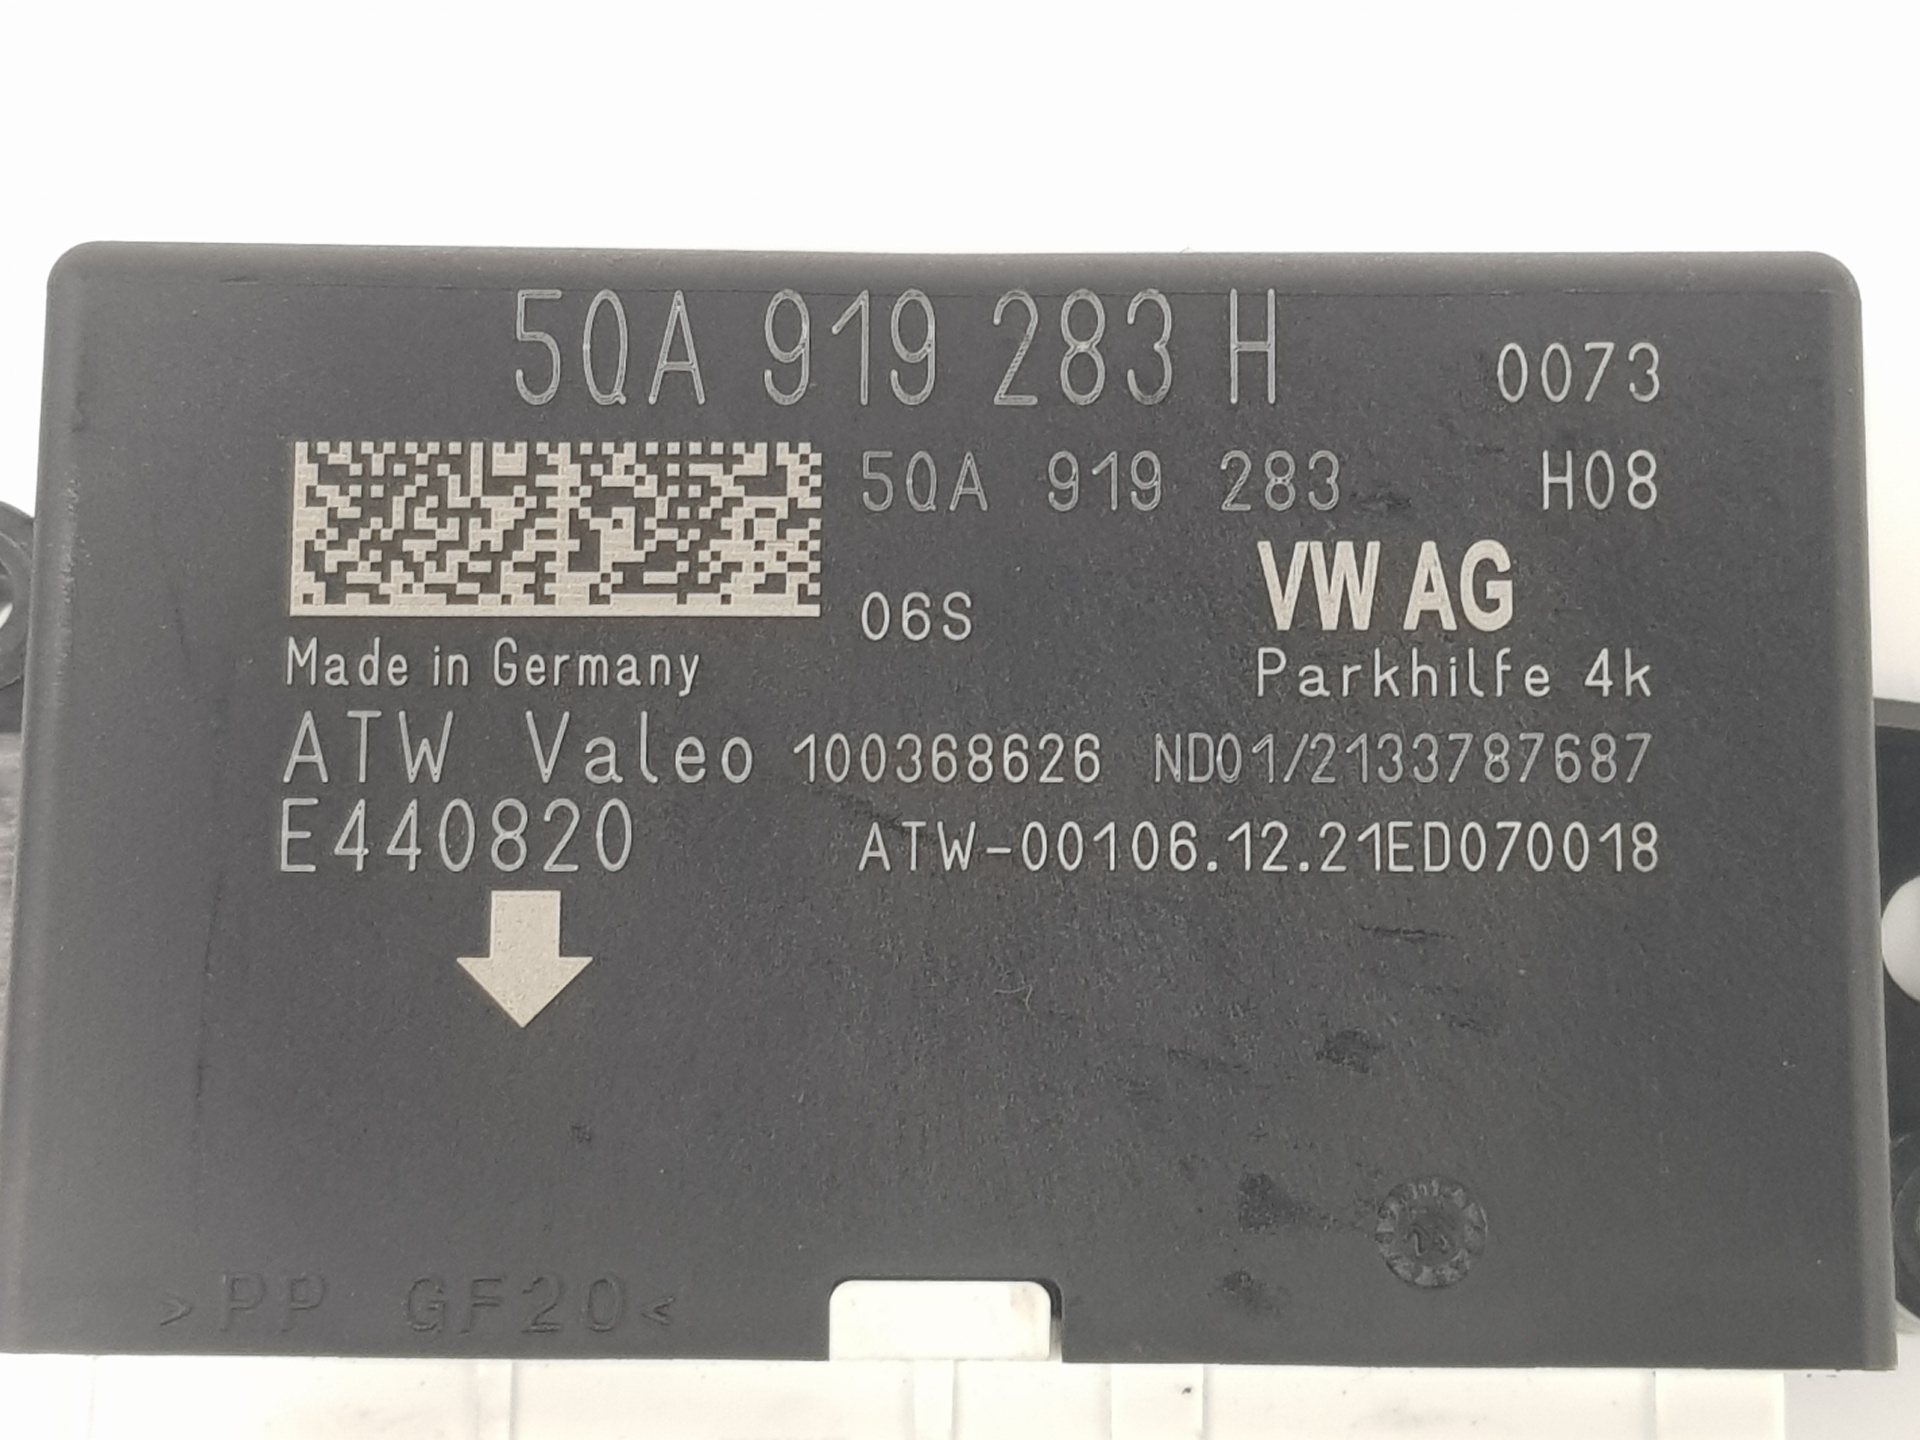 5QA 919 283 H 0073
5QA 919 283 H08
06S VW AG
Made in Germany Parkhilfe 4k
ATW Valeo 100368626 ND01/2133787687
E440820 ATW-00106.12.21ED070018
>PP GF20<